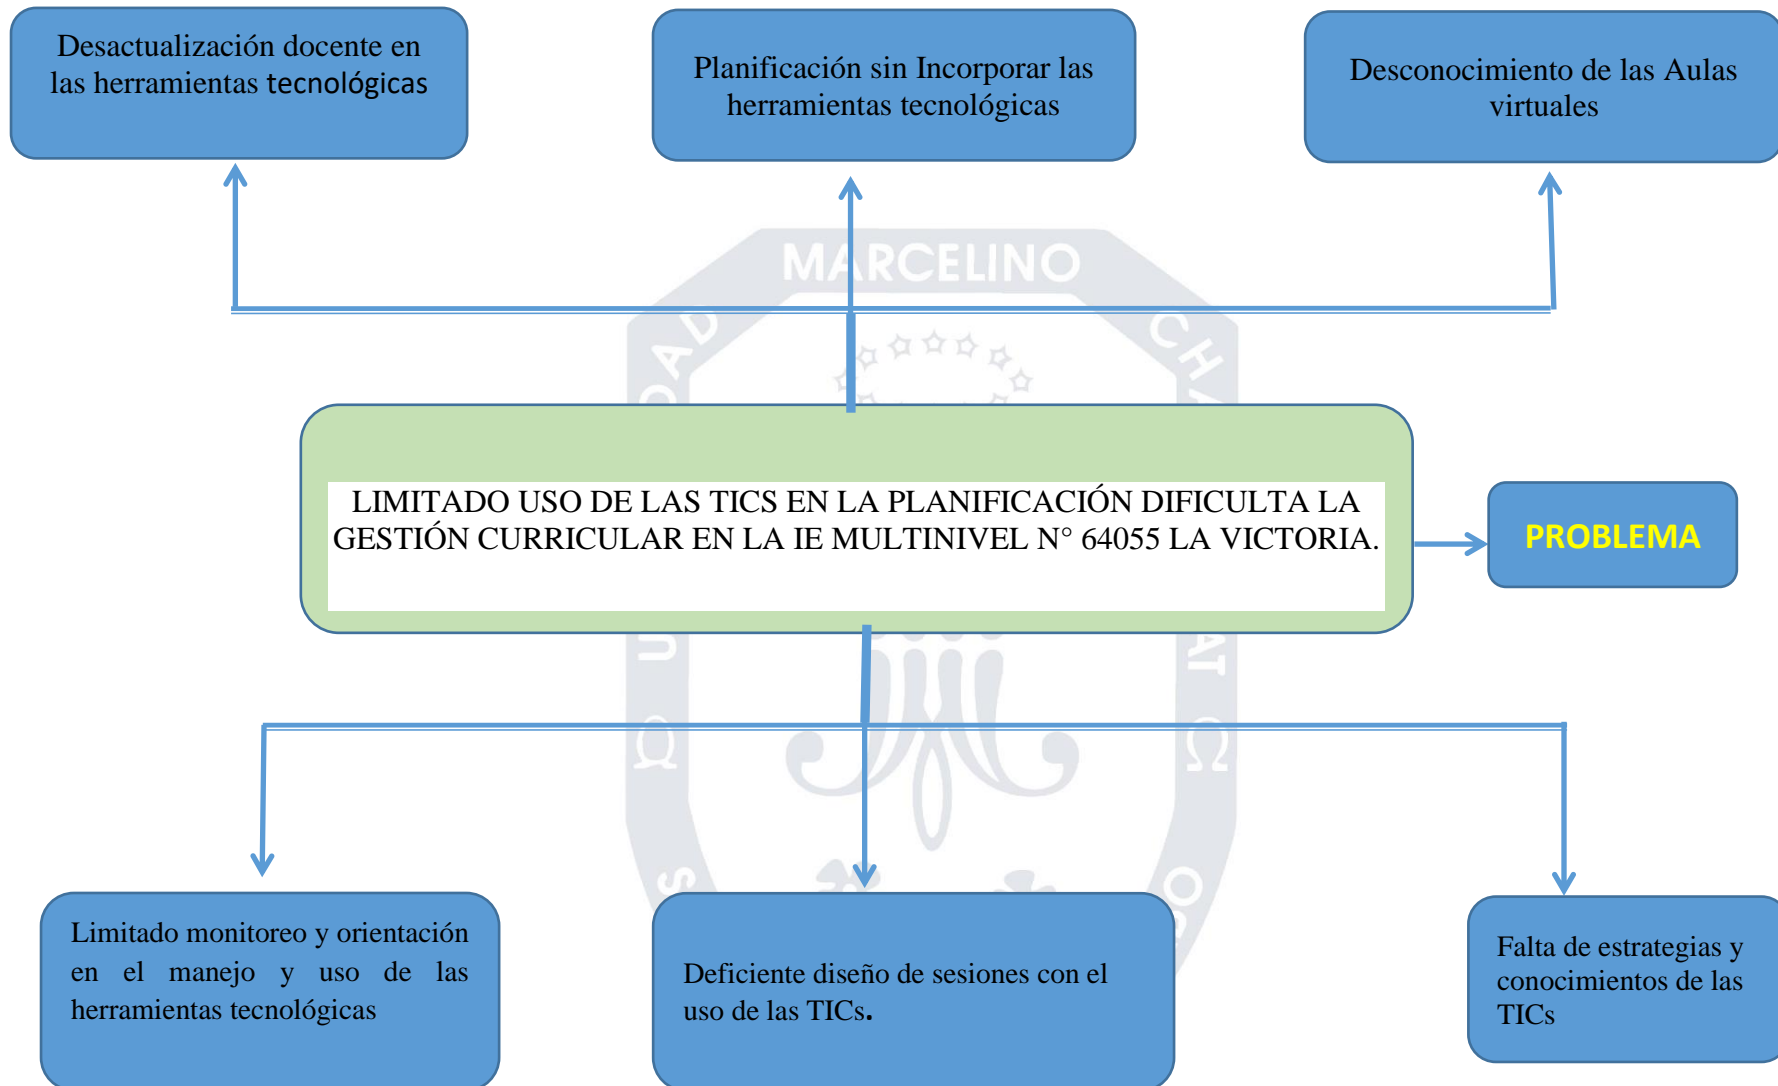 Desactualización docente en
las herramientas tecnológicas
Planificación sin Incorporar las
herramientas tecnológicas
Desconocimiento de las Aulas
virtuales
MARCELINO
CHA
LIMITADO USO DE LAS TICS EN LA PLANIFICACIÓN DIFICULTA LA
GESTIÓN CURRICULAR EN LA IE MULTINIVEL N° 64055 LA VICTORIA.
PROBLEMA
Limitado monitoreo y orientación
en el manejo y uso de las
herramientas tecnológicas
Deficiente diseño de sesiones con el
uso de las TICs.
Falta de estrategias y
conocimientos de las
TICs